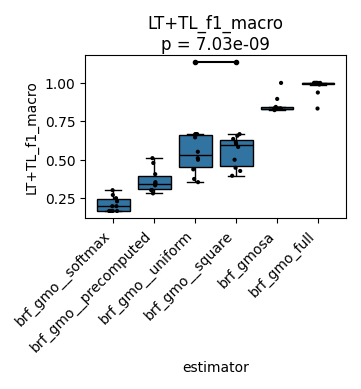 LT+TL_f1_macro
p = 7.03e-09
LT+TL_f1_macro
1.00
0.75
0.50
0.25
brf_gmo__softmax
brf_gmo__precomputed
brf_gmo__uniform
brf_gmo__square
brf_gmosa
brf_gmo_full
estimator